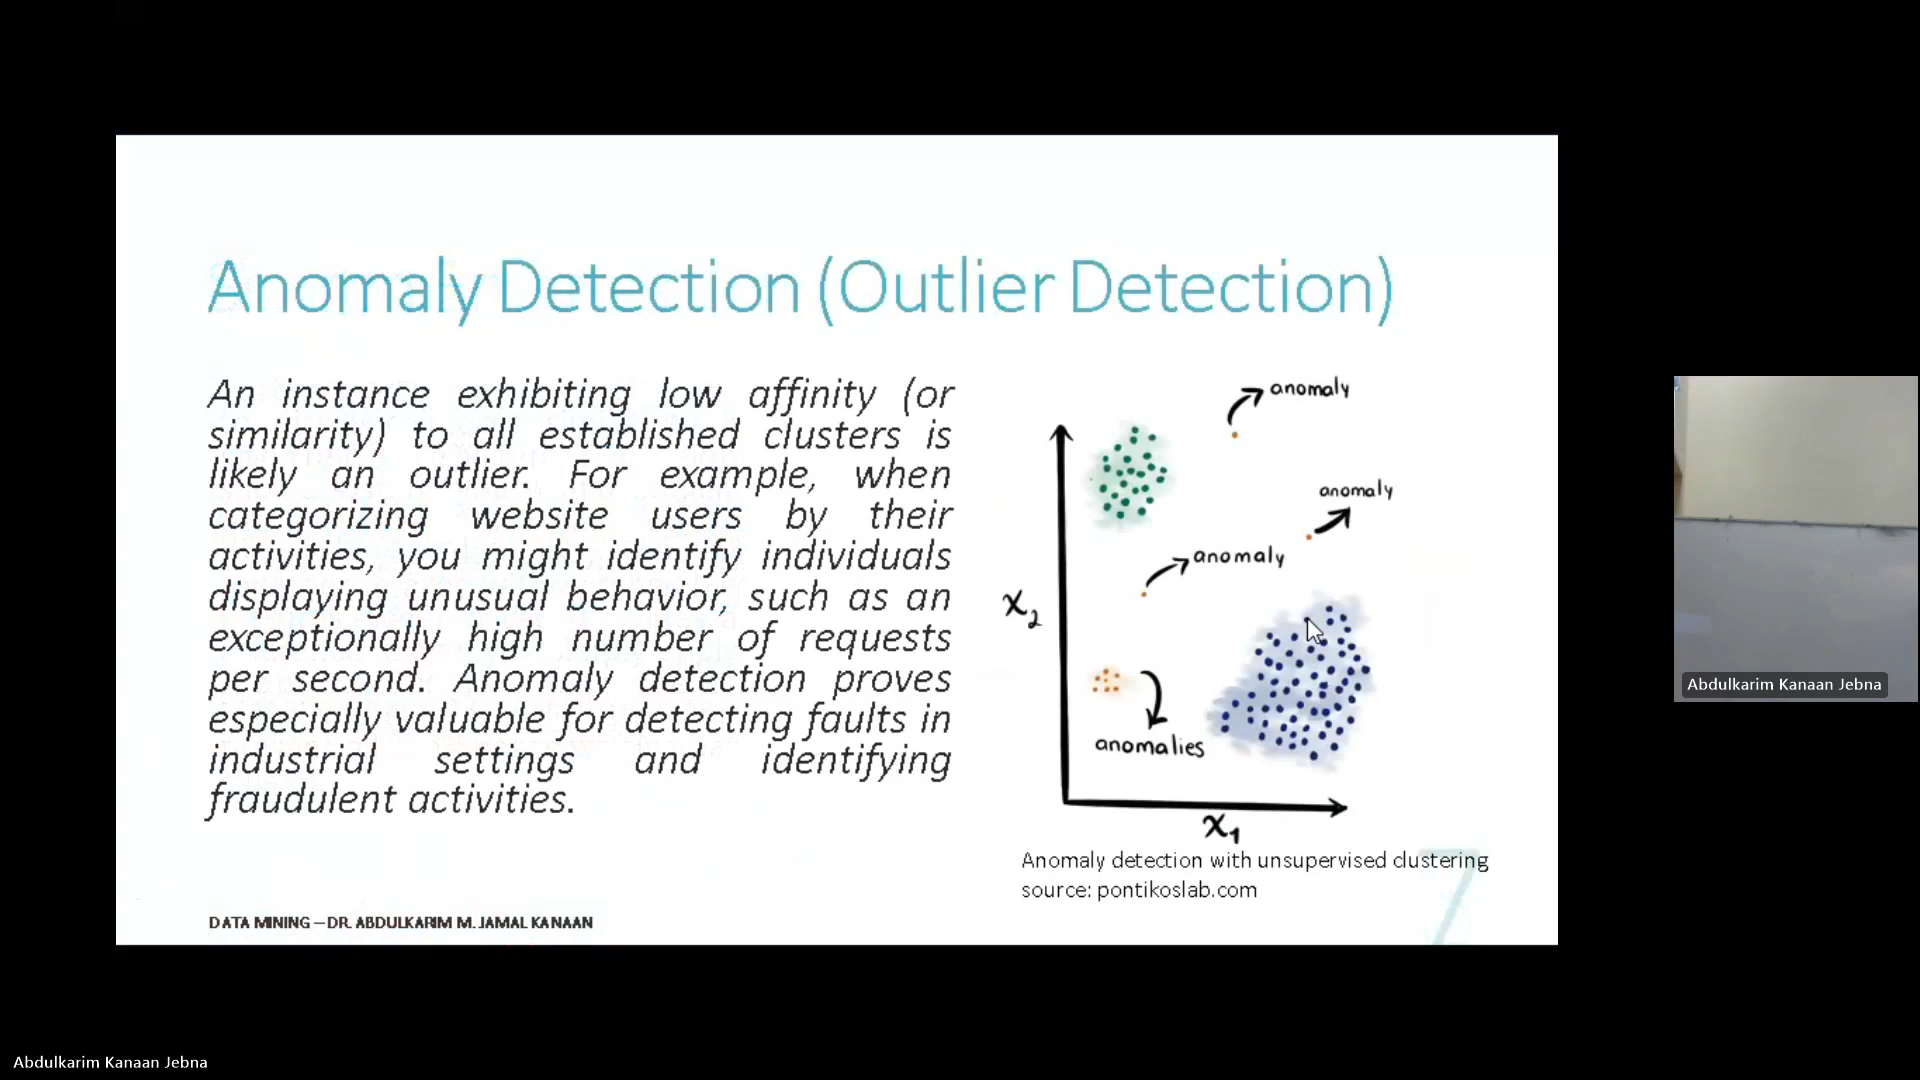 Anomaly Detection (Outlier Detection)
An instance exhibiting low affinity (or
similarity) to all established clusters is
likely an outlier. For example, when
categorizing website users by their
activities, you might identify individuals
displaying unusual behavior, such as an
exceptionally high number of requests
per second. Anomaly detection proves
especially valuable for detecting faults in
industrial settings and identifying
fraudulent activities.
anomaly
anomaly
anomaly
x₂
anomalies
x₁
Anomaly detection with unsupervised clustering
source: pontikoslab.com
DATA MINING – DR. ABDULKARIM M. JAMAL KANAAN
7
Abdulkarim Kanaan Jebna
Abdulkarim Kanaan Jebna